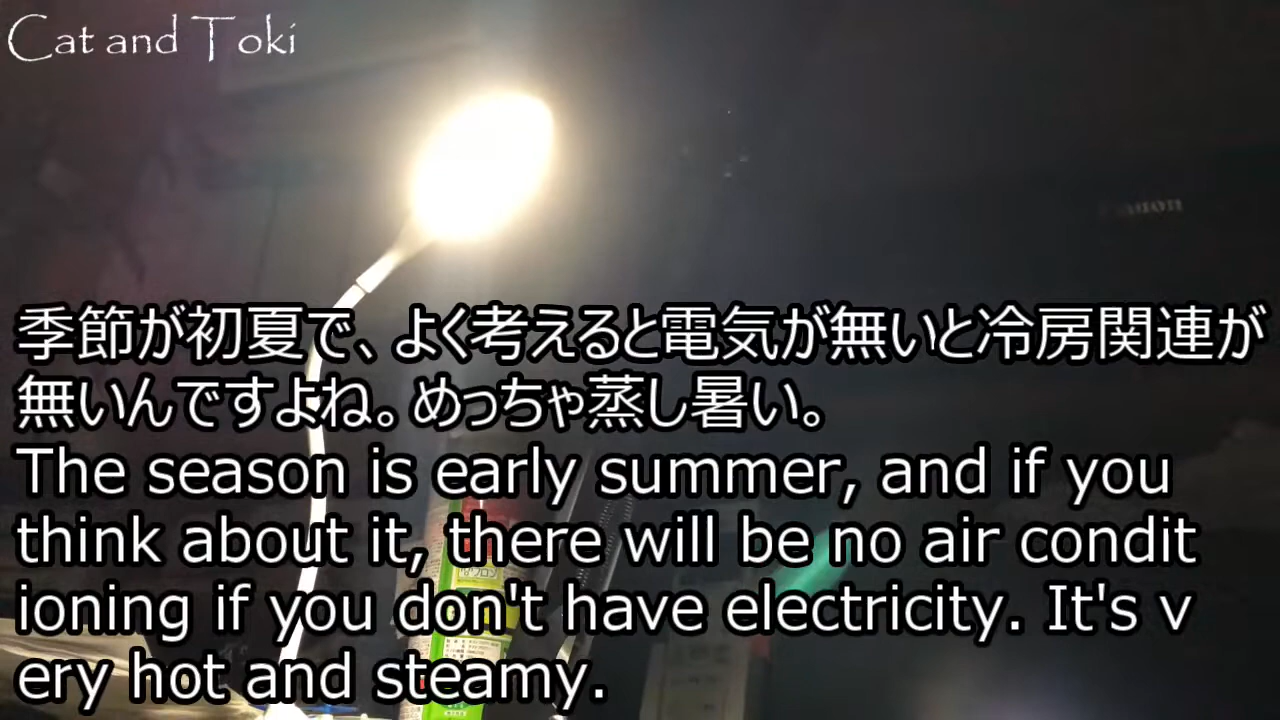 Cat and Toki
Canon
季節が初夏で、よく考えると電気が無いと冷房関連が
無いんですよね。めっちゃ蒸し暑い。
The season is early summer, and if you
think about it, there will be no air condit
ioning if you don't have electricity. It's v
ery hot and steamy.